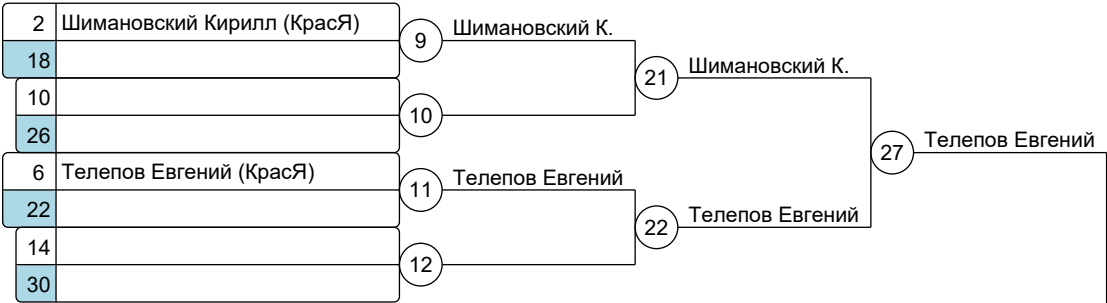 2 Шимановский Кирилл (КрасЯ)
9 Шимановский К.
18
21 Шимановский К.
10
10
26
27 Телепов Евгений
6 Телепов Евгений (КрасЯ)
11 Телепов Евгений
22
22 Телепов Евгений
14
12
30